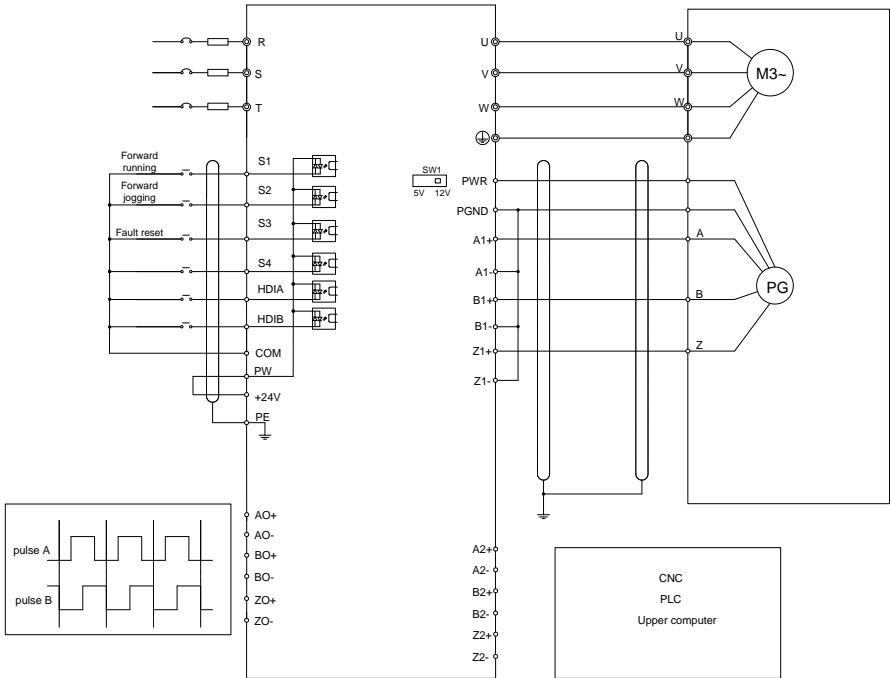 R
S
T
Forward
running
Forward
jogging
Fault reset
S1
S2
S3
S4
HDIA
HDIB
COM
PW
+24V
PE
U
V
W
SW1
5V 12V
PWR
PGND
A1+
A1-
B1+
B1-
Z1+
Z1-
U
V
W
M3~
A
B
Z
PG
pulse A
pulse B
AO+
AO-
BO+
BO-
ZO+
ZO-
A2+
A2-
B2+
B2-
Z2+
Z2-
CNC
PLC
Upper computer